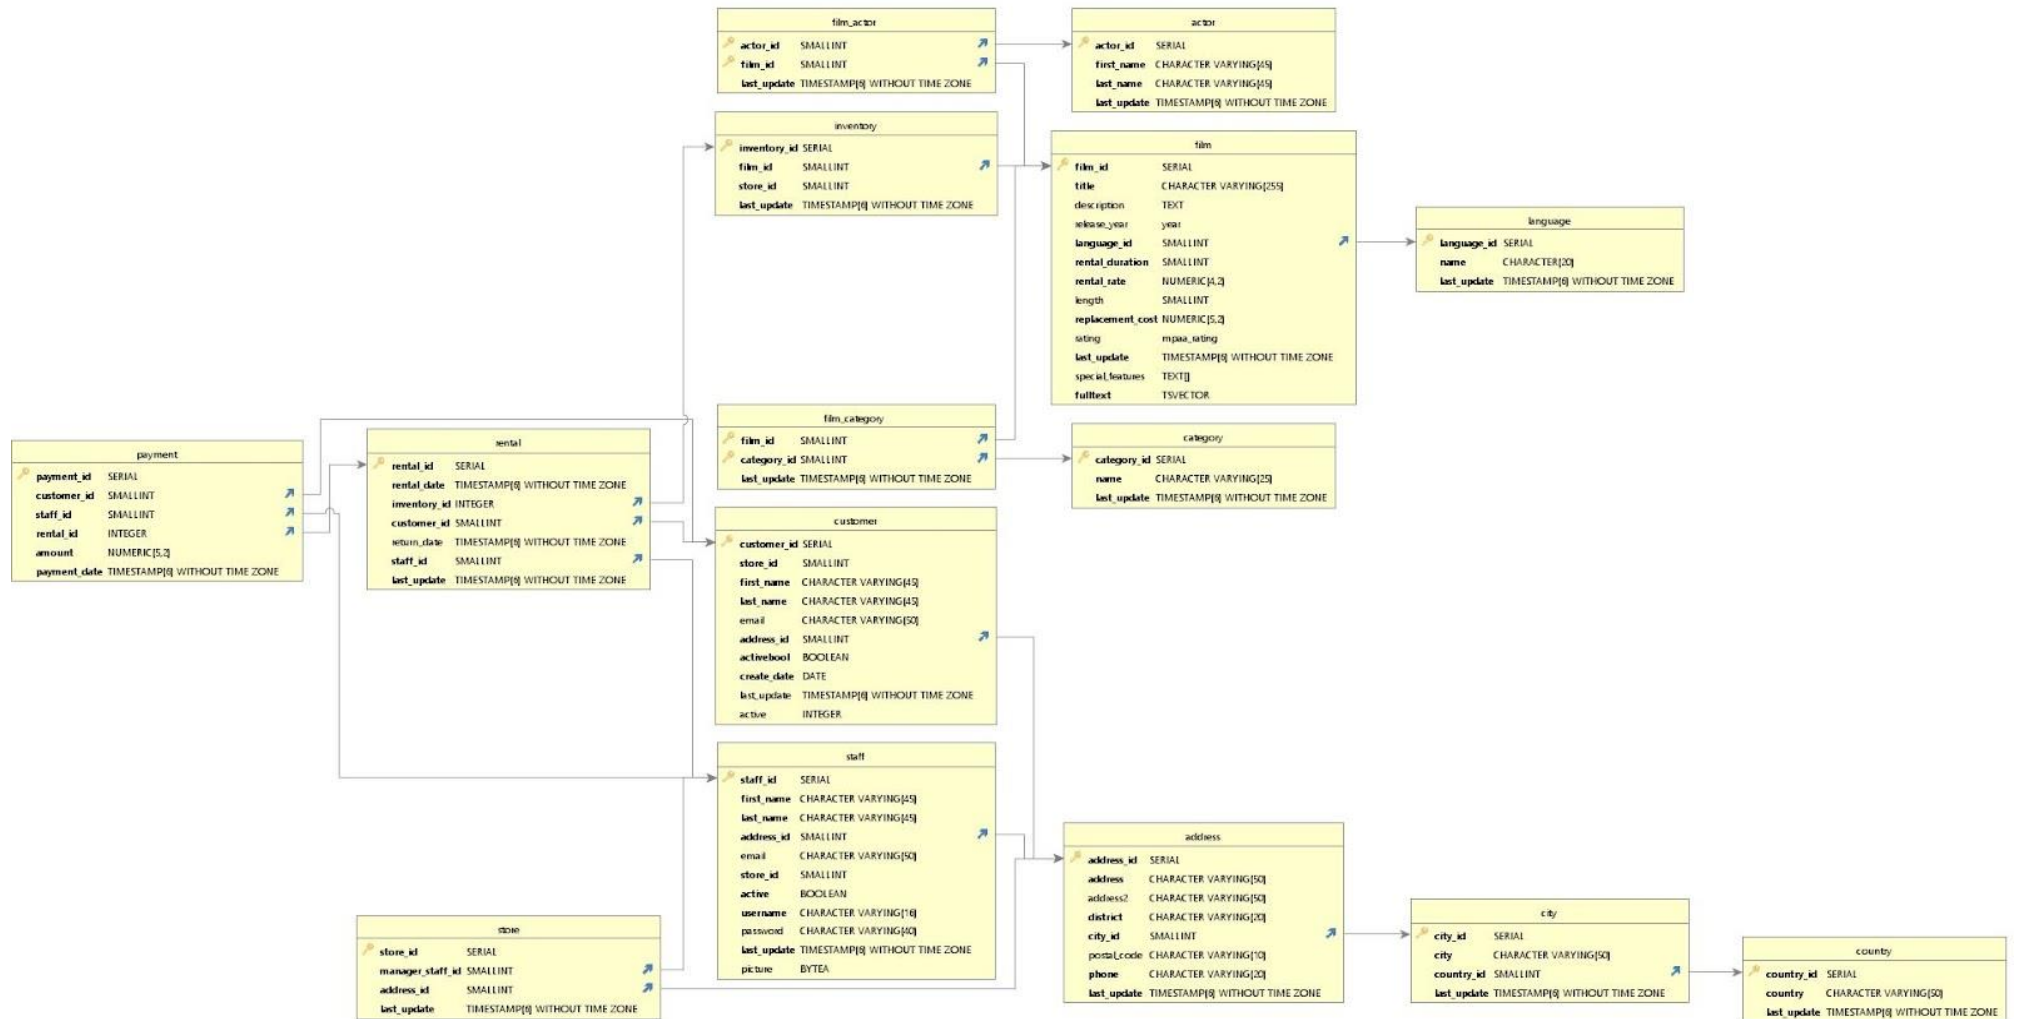 film_actor
actor_id SMALLINT
film_id SMALLINT
last_update TIMESTAMP(6) WITHOUT TIME ZONE
actor
actor_id SERIAL
first_name CHARACTER VARYING(45)
last_name CHARACTER VARYING(45)
last_update TIMESTAMP(6) WITHOUT TIME ZONE
inventory
inventory_id SERIAL
film_id SMALLINT
store_id SMALLINT
last_update TIMESTAMP(6) WITHOUT TIME ZONE
film
film_id SERIAL
title CHARACTER VARYING(255)
description TEXT
release_year year
language_id SMALLINT
rental_duration SMALLINT
rental_rate NUMERIC(4,2)
length SMALLINT
replacement_cost NUMERIC(5,2)
rating mpaa_rating
last_update TIMESTAMP(6) WITHOUT TIME ZONE
special_features TEXT[]
fulltext TSVECTOR
language
language_id SERIAL
name CHARACTER(20)
last_update TIMESTAMP(6) WITHOUT TIME ZONE
payment
payment_id SERIAL
customer_id SMALLINT
staff_id SMALLINT
rental_id INTEGER
amount NUMERIC(5,2)
payment_date TIMESTAMP(6) WITHOUT TIME ZONE
rental
rental_id SERIAL
rental_date TIMESTAMP(6) WITHOUT TIME ZONE
inventory_id INTEGER
customer_id SMALLINT
return_date TIMESTAMP(6) WITHOUT TIME ZONE
staff_id SMALLINT
last_update TIMESTAMP(6) WITHOUT TIME ZONE
film_category
film_id SMALLINT
category_id SMALLINT
last_update TIMESTAMP(6) WITHOUT TIME ZONE
category
category_id SERIAL
name CHARACTER VARYING(25)
last_update TIMESTAMP(6) WITHOUT TIME ZONE
customer
customer_id SERIAL
store_id SMALLINT
first_name CHARACTER VARYING(45)
last_name CHARACTER VARYING(45)
email CHARACTER VARYING(50)
address_id SMALLINT
activebool BOOLEAN
create_date DATE
last_update TIMESTAMP(6) WITHOUT TIME ZONE
active INTEGER
staff
staff_id SERIAL
first_name CHARACTER VARYING(45)
last_name CHARACTER VARYING(45)
address_id SMALLINT
email CHARACTER VARYING(50)
store_id SMALLINT
active BOOLEAN
username CHARACTER VARYING(16)
password CHARACTER VARYING(40)
last_update TIMESTAMP(6) WITHOUT TIME ZONE
picture BYTEA
store
store_id SERIAL
manager_staff_id SMALLINT
address_id SMALLINT
last_update TIMESTAMP(6) WITHOUT TIME ZONE
address
address_id SERIAL
address CHARACTER VARYING(50)
address2 CHARACTER VARYING(50)
district CHARACTER VARYING(20)
city_id SMALLINT
postal_code CHARACTER VARYING(10)
phone CHARACTER VARYING(20)
last_update TIMESTAMP(6) WITHOUT TIME ZONE
city
city_id SERIAL
city CHARACTER VARYING(50)
country_id SMALLINT
last_update TIMESTAMP(6) WITHOUT TIME ZONE
country
country_id SERIAL
country CHARACTER VARYING(50)
last_update TIMESTAMP(6) WITHOUT TIME ZONE